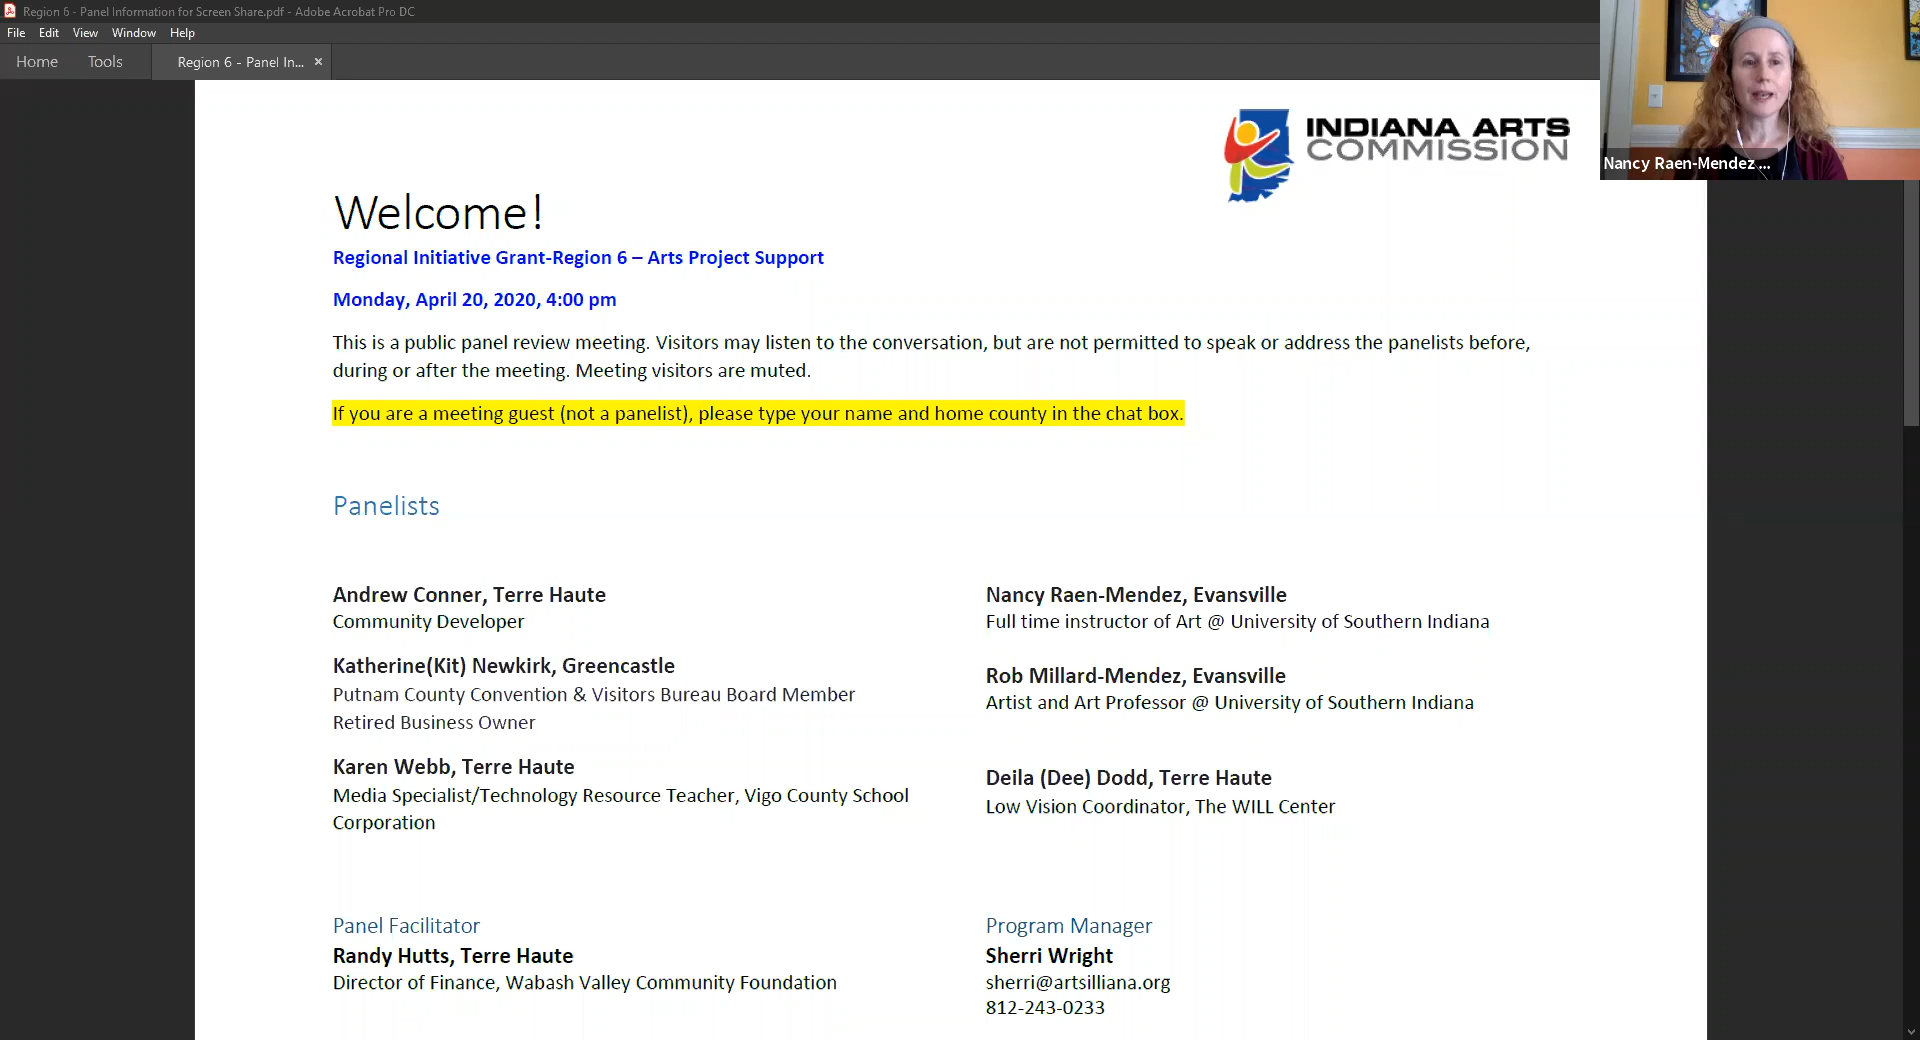 Region 6 - Panel Information for Screen Share.pdf - Adobe Acrobat Pro DC
File Edit View Window Help
Home Tools Region 6 - Panel In... ×
INDIANA ARTS
COMMISSION
Nancy Raen-Mendez ...
Welcome!
Regional Initiative Grant-Region 6 – Arts Project Support
Monday, April 20, 2020, 4:00 pm
This is a public panel review meeting. Visitors may listen to the conversation, but are not permitted to speak or address the panelists before,
during or after the meeting. Meeting visitors are muted.
If you are a meeting guest (not a panelist), please type your name and home county in the chat box.
Panelists
Andrew Conner, Terre Haute
Community Developer
Katherine(Kit) Newkirk, Greencastle
Putnam County Convention & Visitors Bureau Board Member
Retired Business Owner
Karen Webb, Terre Haute
Media Specialist/Technology Resource Teacher, Vigo County School
Corporation
Nancy Raen-Mendez, Evansville
Full time instructor of Art @ University of Southern Indiana
Rob Millard-Mendez, Evansville
Artist and Art Professor @ University of Southern Indiana
Deila (Dee) Dodd, Terre Haute
Low Vision Coordinator, The WILL Center
Panel Facilitator
Randy Hutts, Terre Haute
Director of Finance, Wabash Valley Community Foundation
Program Manager
Sherri Wright
sherri@artsilliana.org
812-243-0233